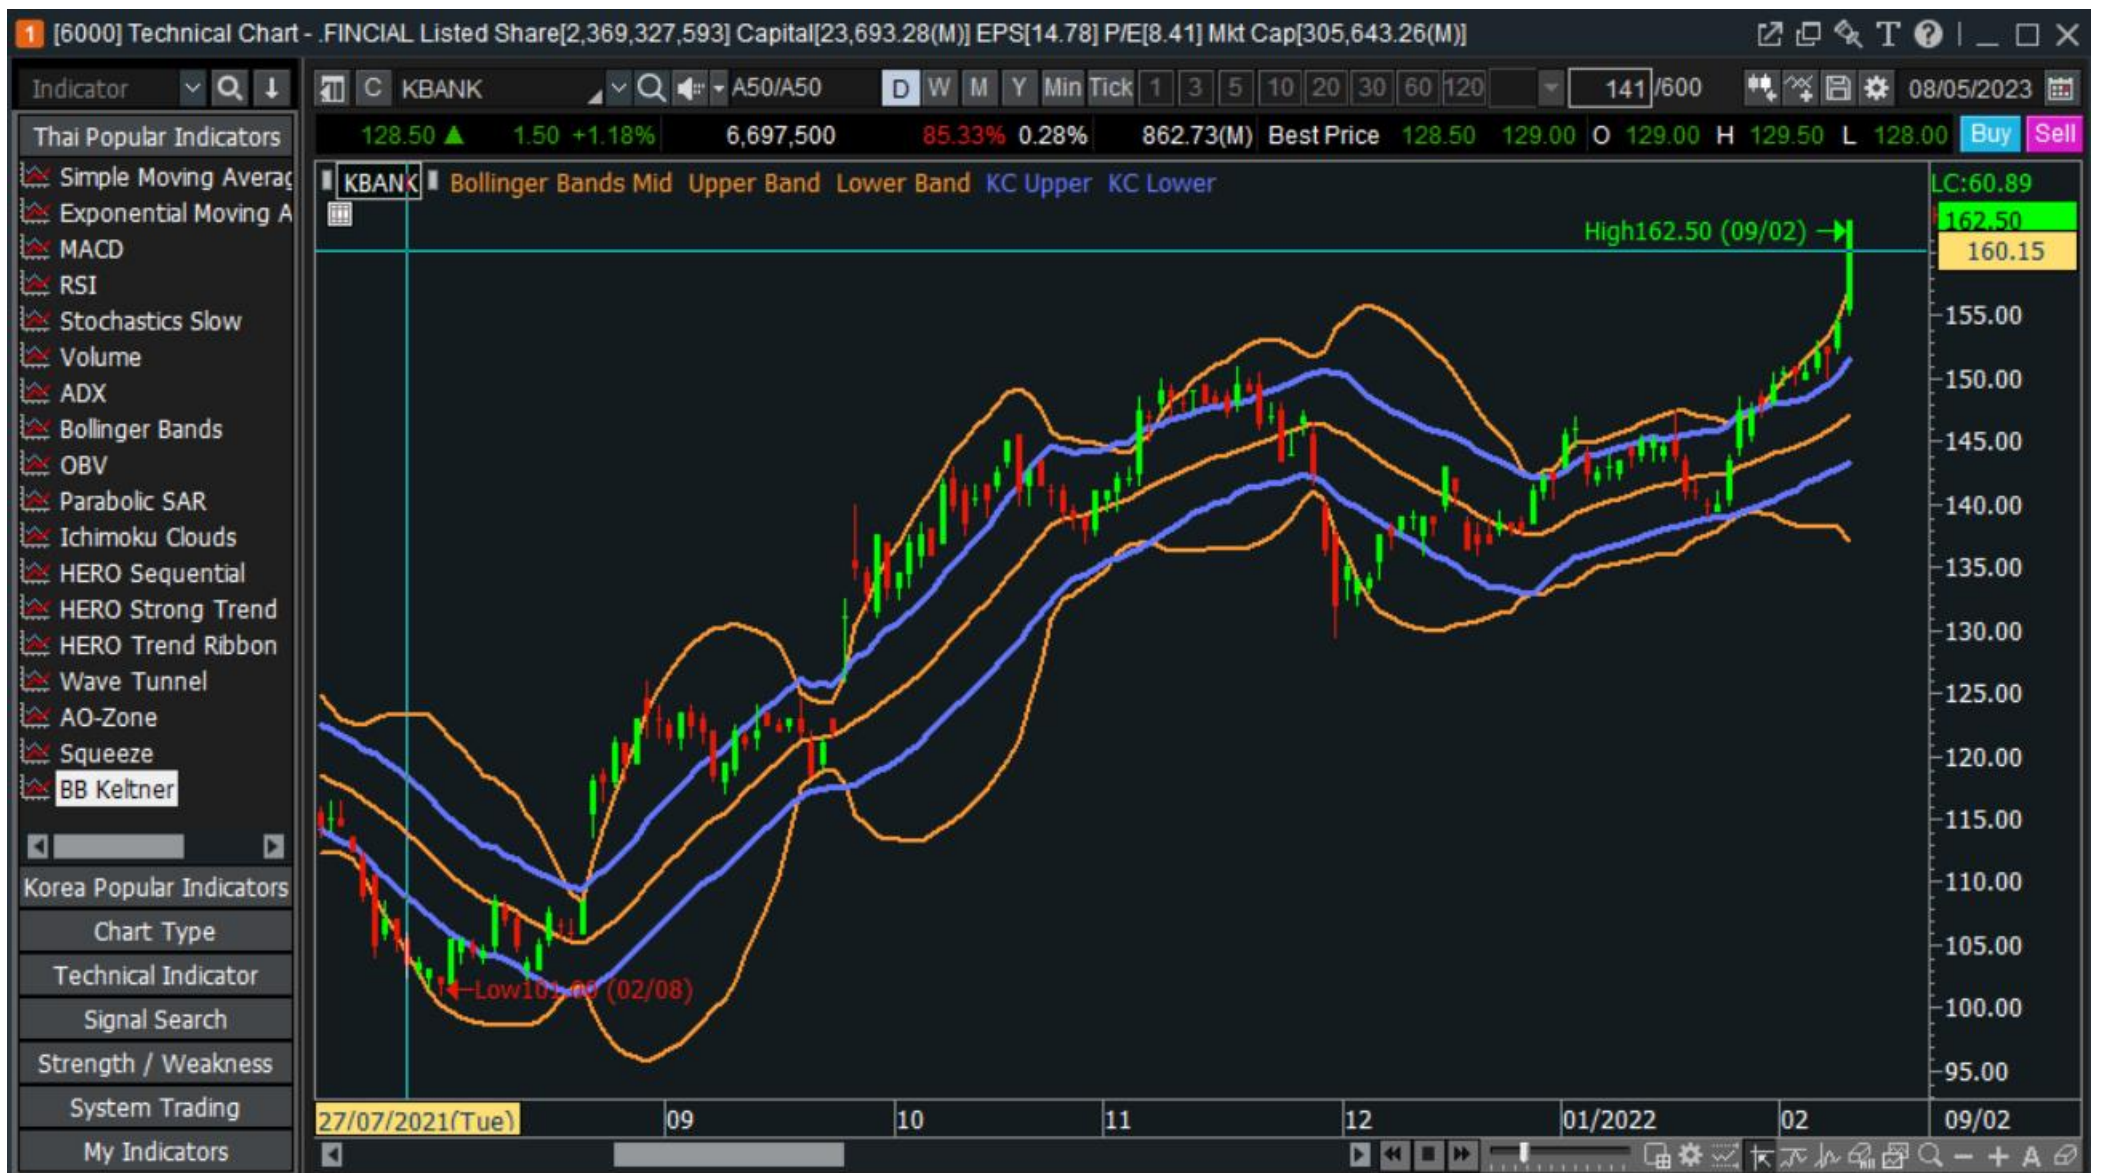 1 [6000] Technical Chart - .FINCIAL Listed Share[2,369,327,593] Capital[23,693.28(M)] EPS[14.78] P/E[8.41] Mkt Cap[305,643.26(M)]
Indicator
C KBANK A50/A50 D W M Y Min Tick 1 3 5 10 20 30 60 120 141 /600 08/05/2023
128.50 ▲ 1.50 +1.18% 6,697,500 85.33% 0.28% 862.73(M) Best Price 128.50 129.00 O 129.00 H 129.50 L 128.00 Buy Sell
Thai Popular Indicators
Simple Moving Averag
Exponential Moving A
MACD
RSI
Stochastics Slow
Volume
ADX
Bollinger Bands
OBV
Parabolic SAR
Ichimoku Clouds
HERO Sequential
HERO Strong Trend
HERO Trend Ribbon
Wave Tunnel
AO-Zone
Squeeze
BB Keltner
Korea Popular Indicators
Chart Type
Technical Indicator
Signal Search
Strength / Weakness
System Trading
My Indicators
KBANK Bollinger Bands Mid Upper Band Lower Band KC Upper KC Lower
High162.50 (09/02)
Low101.00 (02/08)
LC:60.89
162.50
160.15
155.00
150.00
145.00
140.00
135.00
130.00
125.00
120.00
115.00
110.00
105.00
100.00
95.00
27/07/2021(Tue) 09 10 11 12 01/2022 02 09/02
A